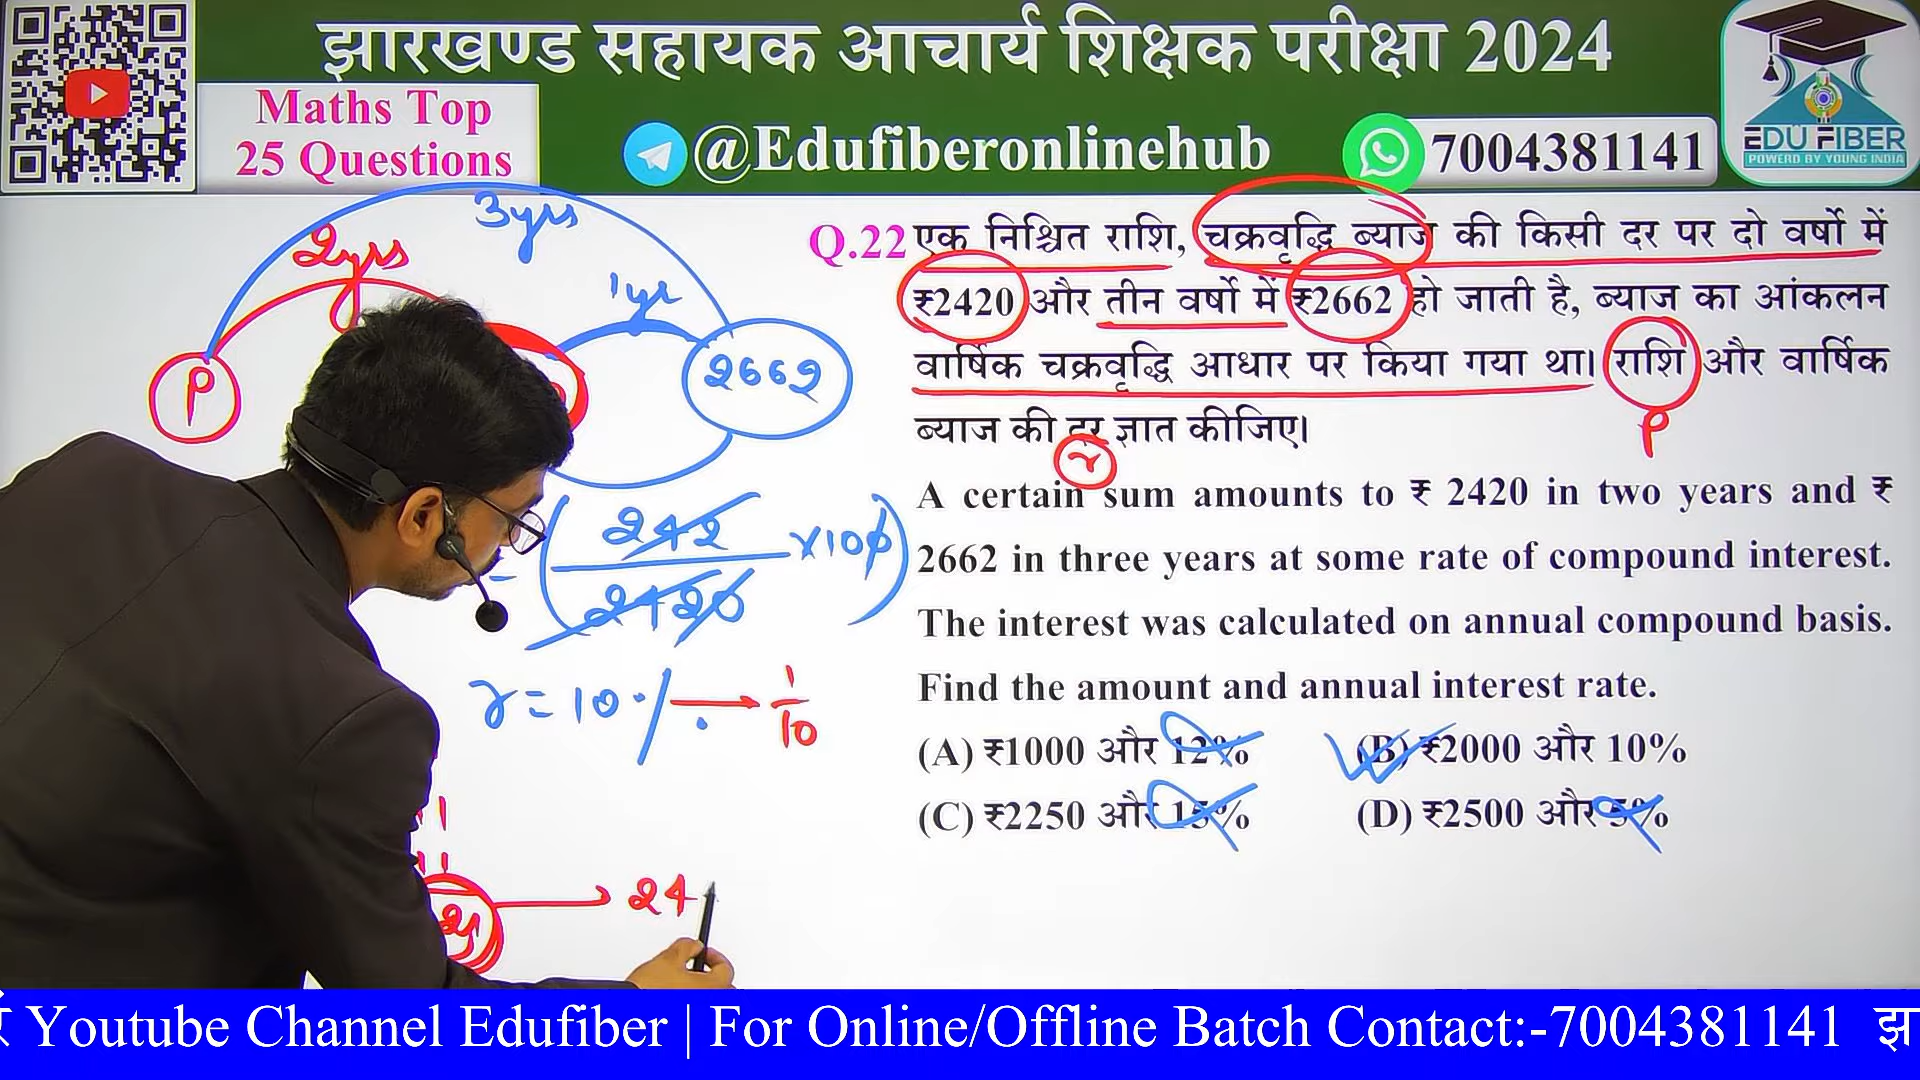 झारखण्ड सहायक आचार्य शिक्षक परीक्षा 2024
Maths Top
25 Questions
@Edufiberonlinehub
7004381141
EDU FIBER
POWERD BY YOUNG INDIA
Q.22 एक निश्चित राशि, चक्रवृद्धि ब्याज की किसी दर पर दो वर्षो में
₹2420 और तीन वर्षो में ₹2662 हो जाती है, ब्याज का आंकलन
वार्षिक चक्रवृद्धि आधार पर किया गया था। राशि और वार्षिक
ब्याज की दर ज्ञात कीजिए।
P
r
A certain sum amounts to ₹ 2420 in two years and ₹
2662 in three years at some rate of compound interest.
The interest was calculated on annual compound basis.
Find the amount and annual interest rate.
(A) ₹1000 और 12%
(B) ₹2000 और 10%
(C) ₹2250 और 15%
(D) ₹2500 और 5%
3yrs
2yrs
1yr
P
2662
= (242/2420 ×100)
r = 10% → 1/10
11
11
→ 24
Youtube Channel Edufiber | For Online/Offline Batch Contact:-7004381141 झा